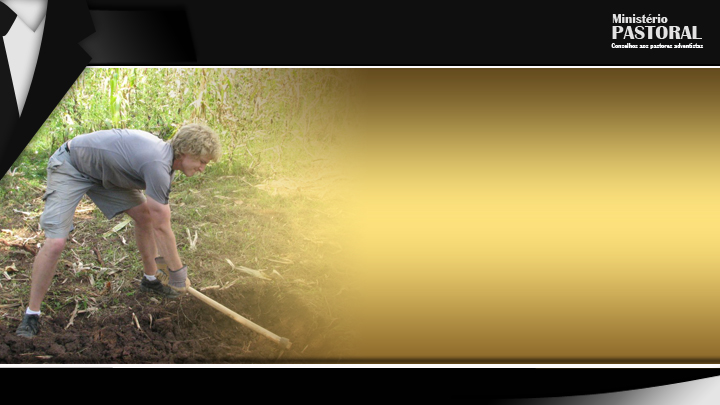 Ministério
PASTORAL
Conselhos aos pastores adventistas